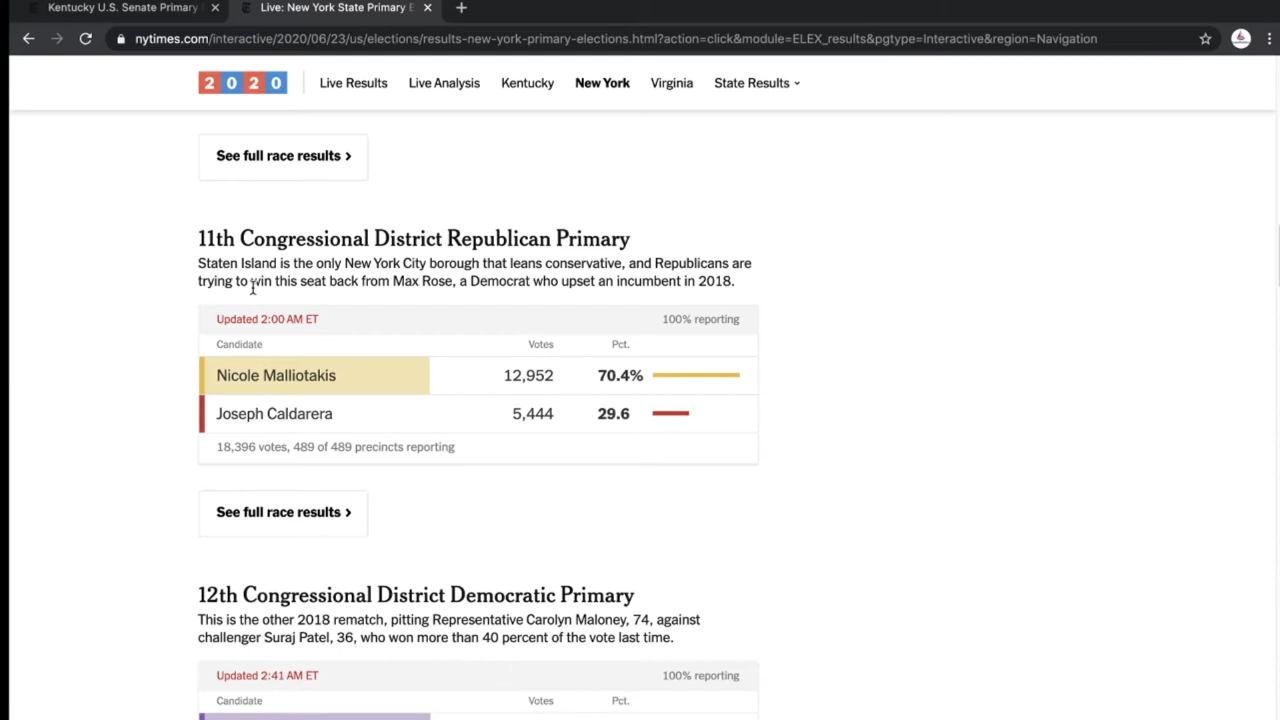 Kentucky U.S. Senate Primary
Live: New York State Primary E
nytimes.com/interactive/2020/06/23/us/elections/results-new-york-primary-elections.html?action=click&module=ELEX_results&pgtype=Interactive&region=Navigation
2020 Live Results Live Analysis Kentucky New York Virginia State Results
See full race results ›
11th Congressional District Republican Primary
Staten Island is the only New York City borough that leans conservative, and Republicans are
trying to win this seat back from Max Rose, a Democrat who upset an incumbent in 2018.
Updated 2:00 AM ET 100% reporting
Candidate Votes Pct.
Nicole Malliotakis 12,952 70.4%
Joseph Caldarera 5,444 29.6
18,396 votes, 489 of 489 precincts reporting
See full race results ›
12th Congressional District Democratic Primary
This is the other 2018 rematch, pitting Representative Carolyn Maloney, 74, against
challenger Suraj Patel, 36, who won more than 40 percent of the vote last time.
Updated 2:41 AM ET 100% reporting
Candidate Votes Pct.